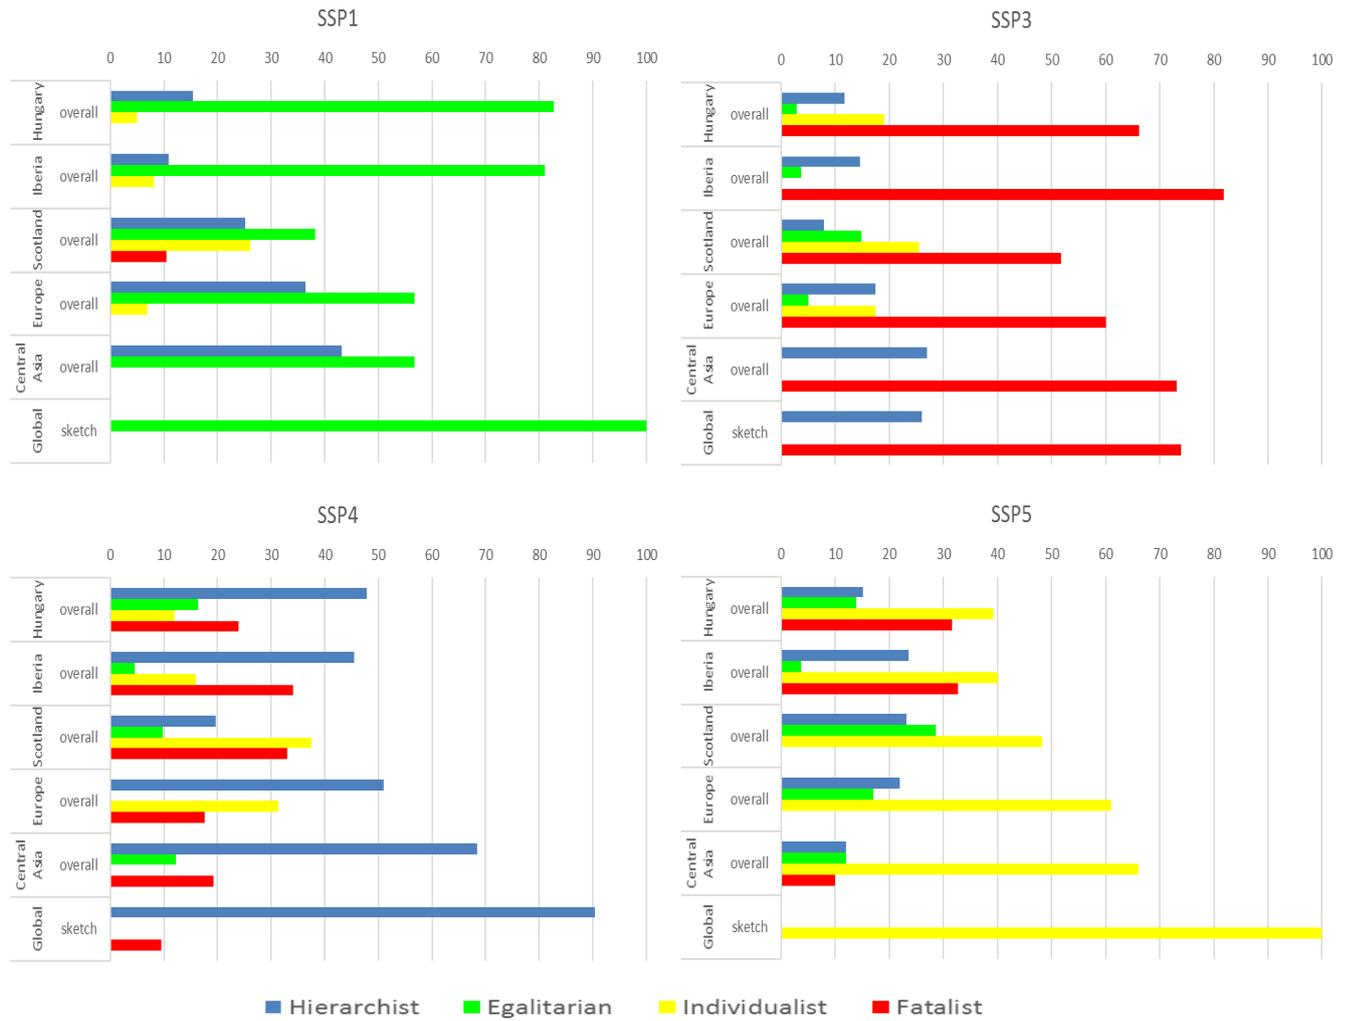 SSP1
0 10 20 30 40 50 60 70 80 90 100
Hungary overall
Iberia overall
Scotland overall
Europe overall
Central Asia overall
Global sketch
SSP3
0 10 20 30 40 50 60 70 80 90 100
Hungary overall
Iberia overall
Scotland overall
Europe overall
Central Asia overall
Global sketch
SSP4
0 10 20 30 40 50 60 70 80 90 100
Hungary overall
Iberia overall
Scotland overall
Europe overall
Central Asia overall
Global sketch
SSP5
0 10 20 30 40 50 60 70 80 90 100
Hungary overall
Iberia overall
Scotland overall
Europe overall
Central Asia overall
Global sketch
Hierarchist Egalitarian Individualist Fatalist